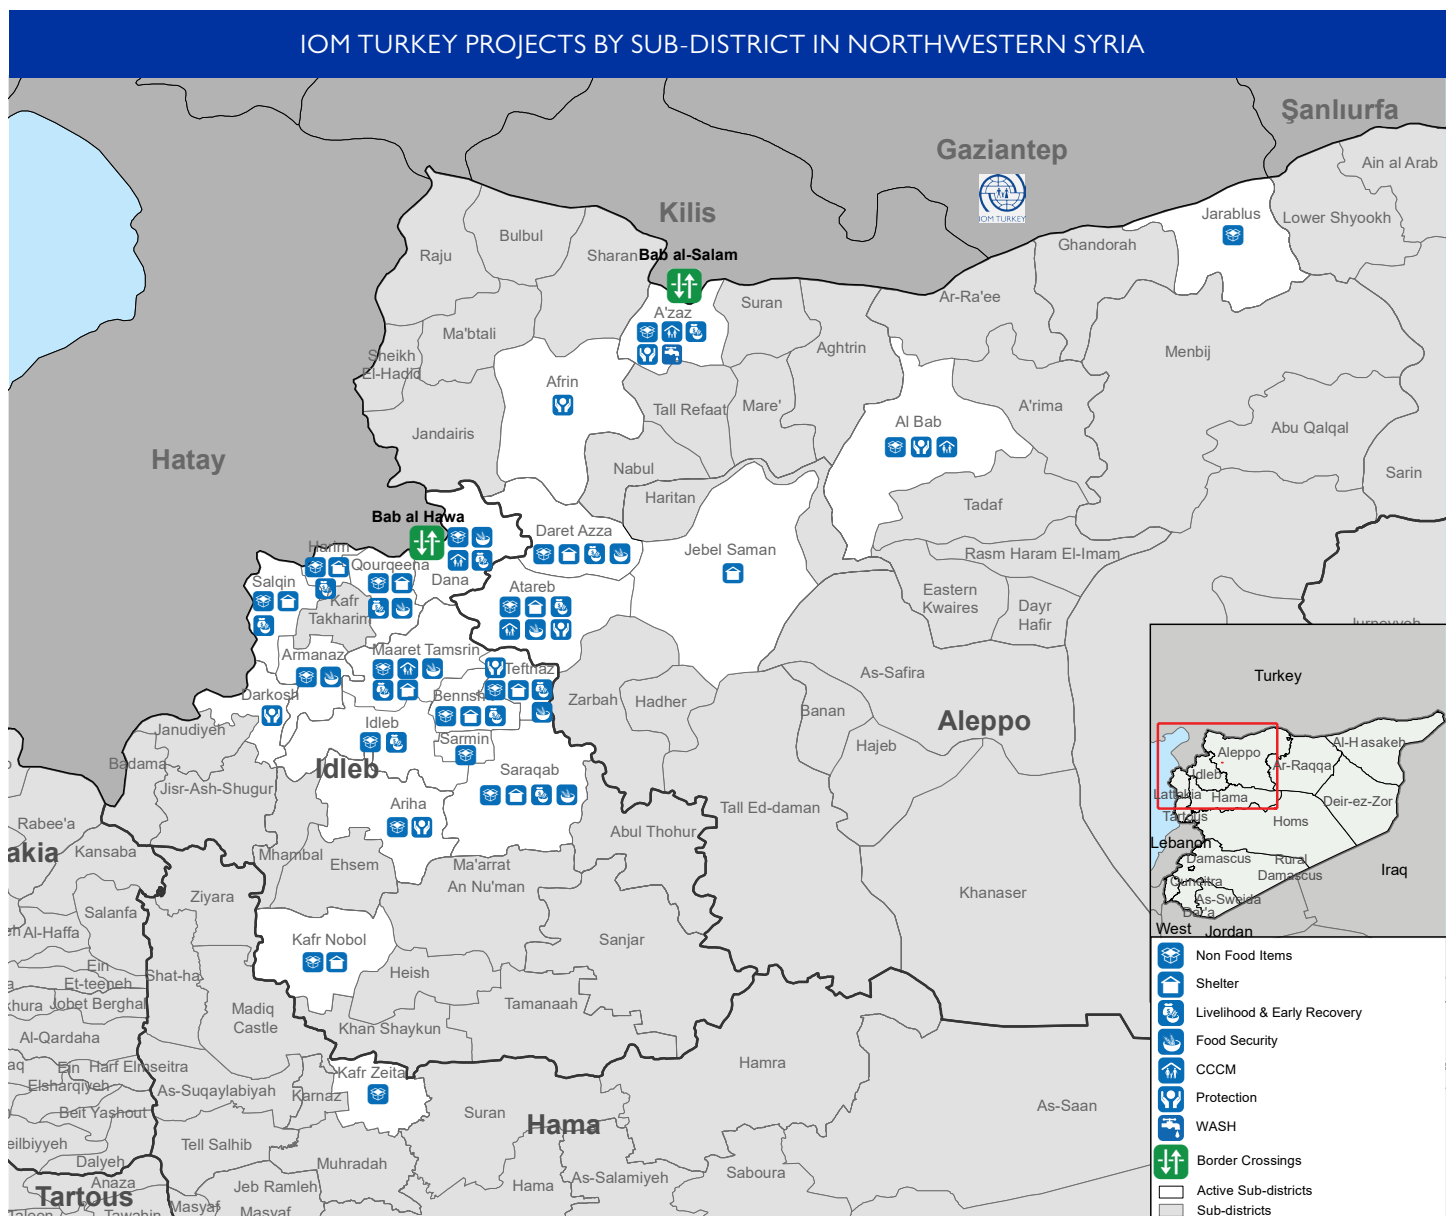 IOM TURKEY PROJECTS BY SUB-DISTRICT IN NORTHWESTERN SYRIA
Şanlıurfa
Gaziantep
IOM TURKEY
Kilis
Hatay
Ain al Arab
Lower Shyookh
Jarablus
Ghandorah
Bulbul
Raju
Sharan
Bab al-Salam
Suran
A'zaz
Ar-Ra'ee
Ma'btali
Aghtrin
Menbij
Sheikh
El-Hadid
Afrin
Tall Refaat
Mare'
A'rima
Al Bab
Abu Qalqal
Jandairis
Nabul
Sarin
Haritan
Tadaf
Bab al Hawa
Daret Azza
Jebel Saman
Rasm Haram El-Imam
Harim
Qourqeena
Dana
Salqin
Kafr
Takharim
Atareb
Eastern
Kwaires
Dayr
Hafir
Armanaz
Maaret Tamsrin
Teftnaz
Darkosh
Zarbah
Hadher
As-Safira
Banan
Aleppo
Janudiyeh
Idleb
Sarmin
Hajeb
Badama
Idleb
Saraqab
Jisr-Ash-Shugur
Ariha
Tall Ed-daman
Rabee'a
Abul Thohur
akia
Kansaba
Mhambal
Ehsem
Ma'arrat
An Nu'man
Khanaser
Ziyara
Salanfa
Al-Haffa
Kafr Nobol
Sanjar
Ein
Et-teeneh
Shat-ha
Heish
Jobet Berghal
Madiq
Castle
Tamanaah
Khan Shaykun
Al-Qardaha
Hamra
Ein
Harf Elmseitra
Elsharqiyeh
Kafr Zeita
As-Suqaylabiyah
Karnaz
Beit Yashout
Suran
Hama
As-Saan
Tell Salhib
Dalyeh
Muhradah
Anaza
Tartous
Jeb Ramleh
Hama
As-Salamiyeh
Saboura
Tawahin
Masyaf
Masyaf
Turkey
Aleppo
Al-Hasakeh
Ar-Raqqa
Idleb
Lattakia
Hama
Deir-ez-Zor
Tartous
Homs
Lebanon
Damascus
Rural
Damascus
Iraq
Quneitra
As-Sweida
Dar'a
West
Jordan
Non Food Items
Shelter
Livelihood & Early Recovery
Food Security
CCCM
Protection
WASH
Border Crossings
Active Sub-districts
Sub-districts